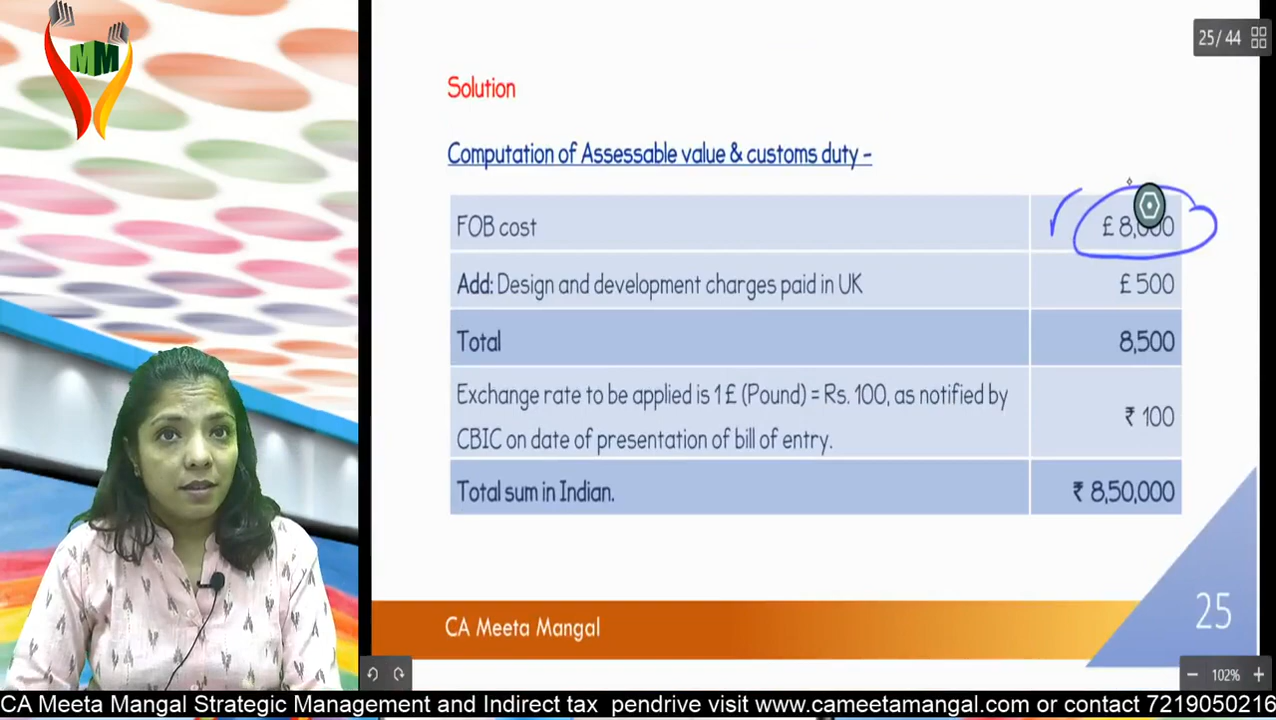 MM
25/ 44
Solution
Computation of Assessable value & customs duty -
FOB cost
£ 8,000
Add: Design and development charges paid in UK
£ 500
Total
8,500
Exchange rate to be applied is 1 £ (Pound) = Rs. 100, as notified by
CBIC on date of presentation of bill of entry.
₹ 100
Total sum in Indian.
₹ 8,50,000
CA Meeta Mangal
25
102%
CA Meeta Mangal Strategic Management and Indirect tax pendrive visit www.cameetamangal.com or contact 7219050216